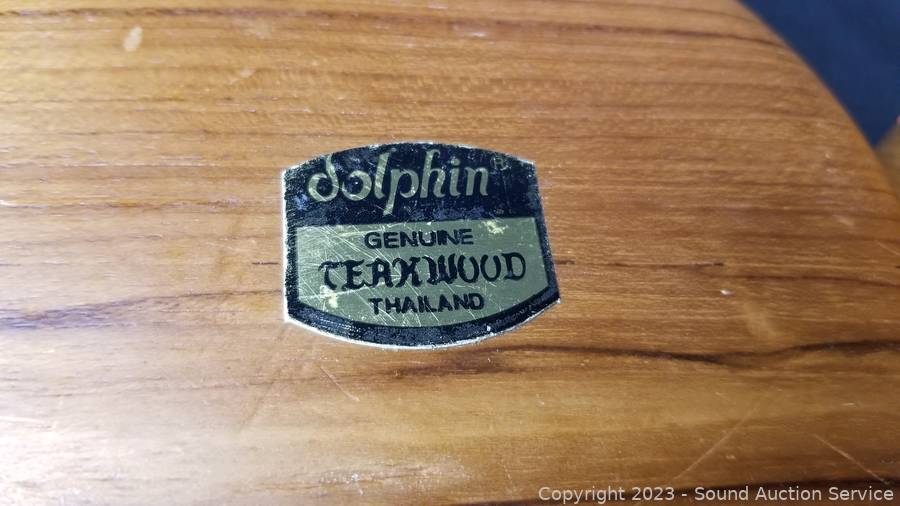 dolphin®
GENUINE
TEAKWOOD
THAILAND
Copyright 2023 - Sound Auction Service